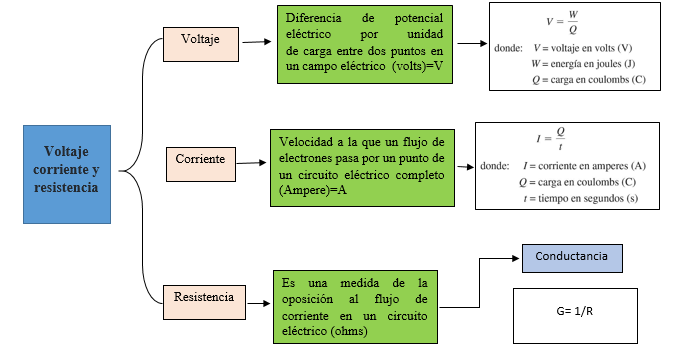 Voltaje
corriente y
resistencia
Voltaje
Diferencia de potencial
eléctrico por unidad
de carga entre dos puntos en
un campo eléctrico (volts)=V
V = W
Q
donde: V = voltaje en volts (V)
W = energía en joules (J)
Q = carga en coulombs (C)
Corriente
Velocidad a la que un flujo de
electrones pasa por un punto de
un circuito eléctrico completo
(Ampere)=A
I = Q
t
donde: I = corriente en amperes (A)
Q = carga en coulombs (C)
t = tiempo en segundos (s)
Resistencia
Es una medida de la
oposición al flujo de
corriente en un circuito
eléctrico (ohms)
Conductancia
G= 1/R